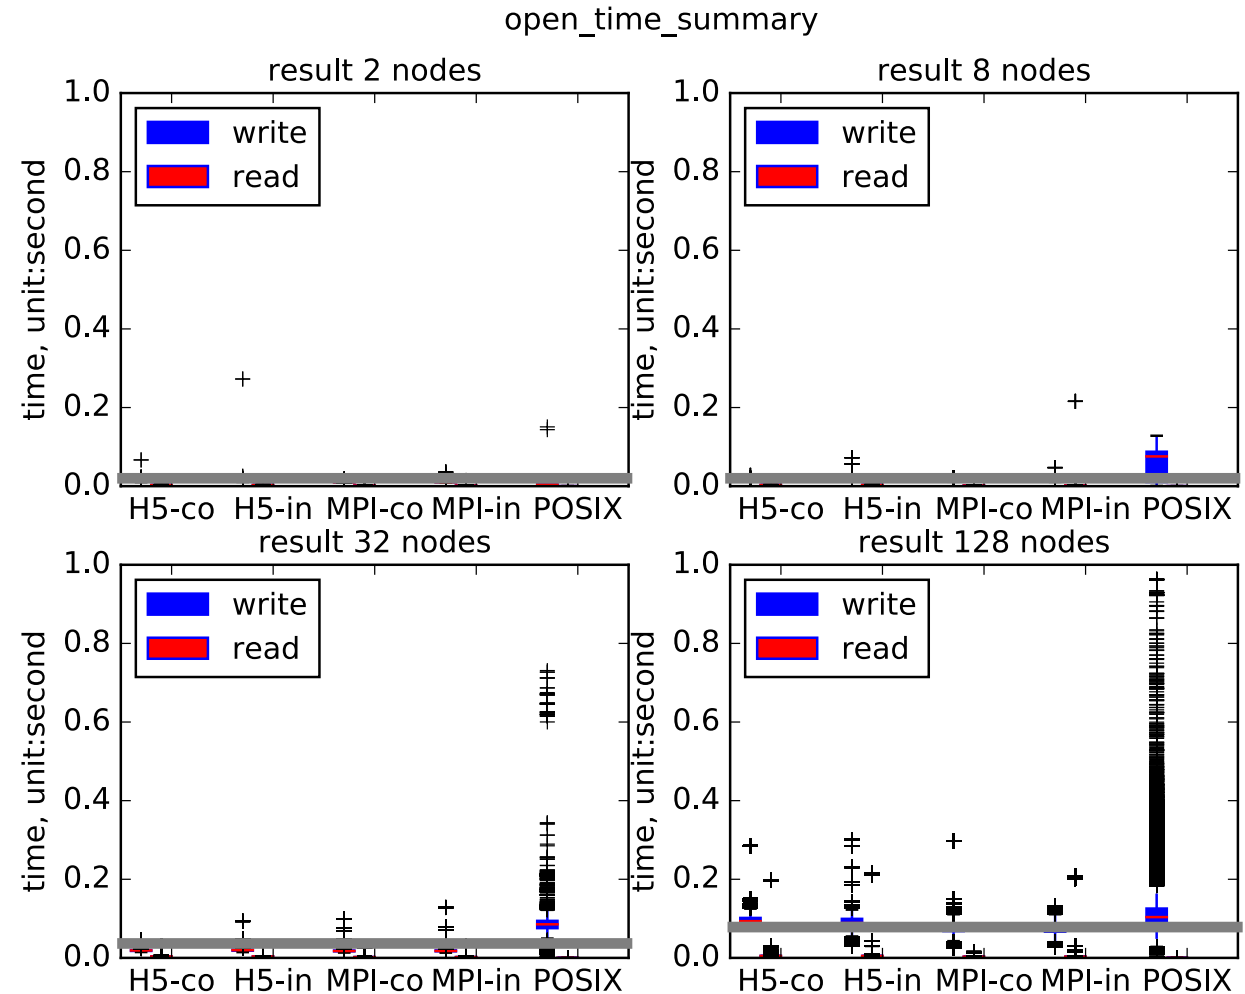 open_time_summary
result 2 nodes
1.0
0.8
0.6
0.4
0.2
0.0
time, unit:second
write
read
H5-co H5-in MPI-co MPI-in POSIX
result 8 nodes
1.0
0.8
0.6
0.4
0.2
0.0
time, unit:second
write
read
H5-co H5-in MPI-co MPI-in POSIX
result 32 nodes
1.0
0.8
0.6
0.4
0.2
0.0
time, unit:second
write
read
H5-co H5-in MPI-co MPI-in POSIX
result 128 nodes
1.0
0.8
0.6
0.4
0.2
0.0
time, unit:second
write
read
H5-co H5-in MPI-co MPI-in POSIX